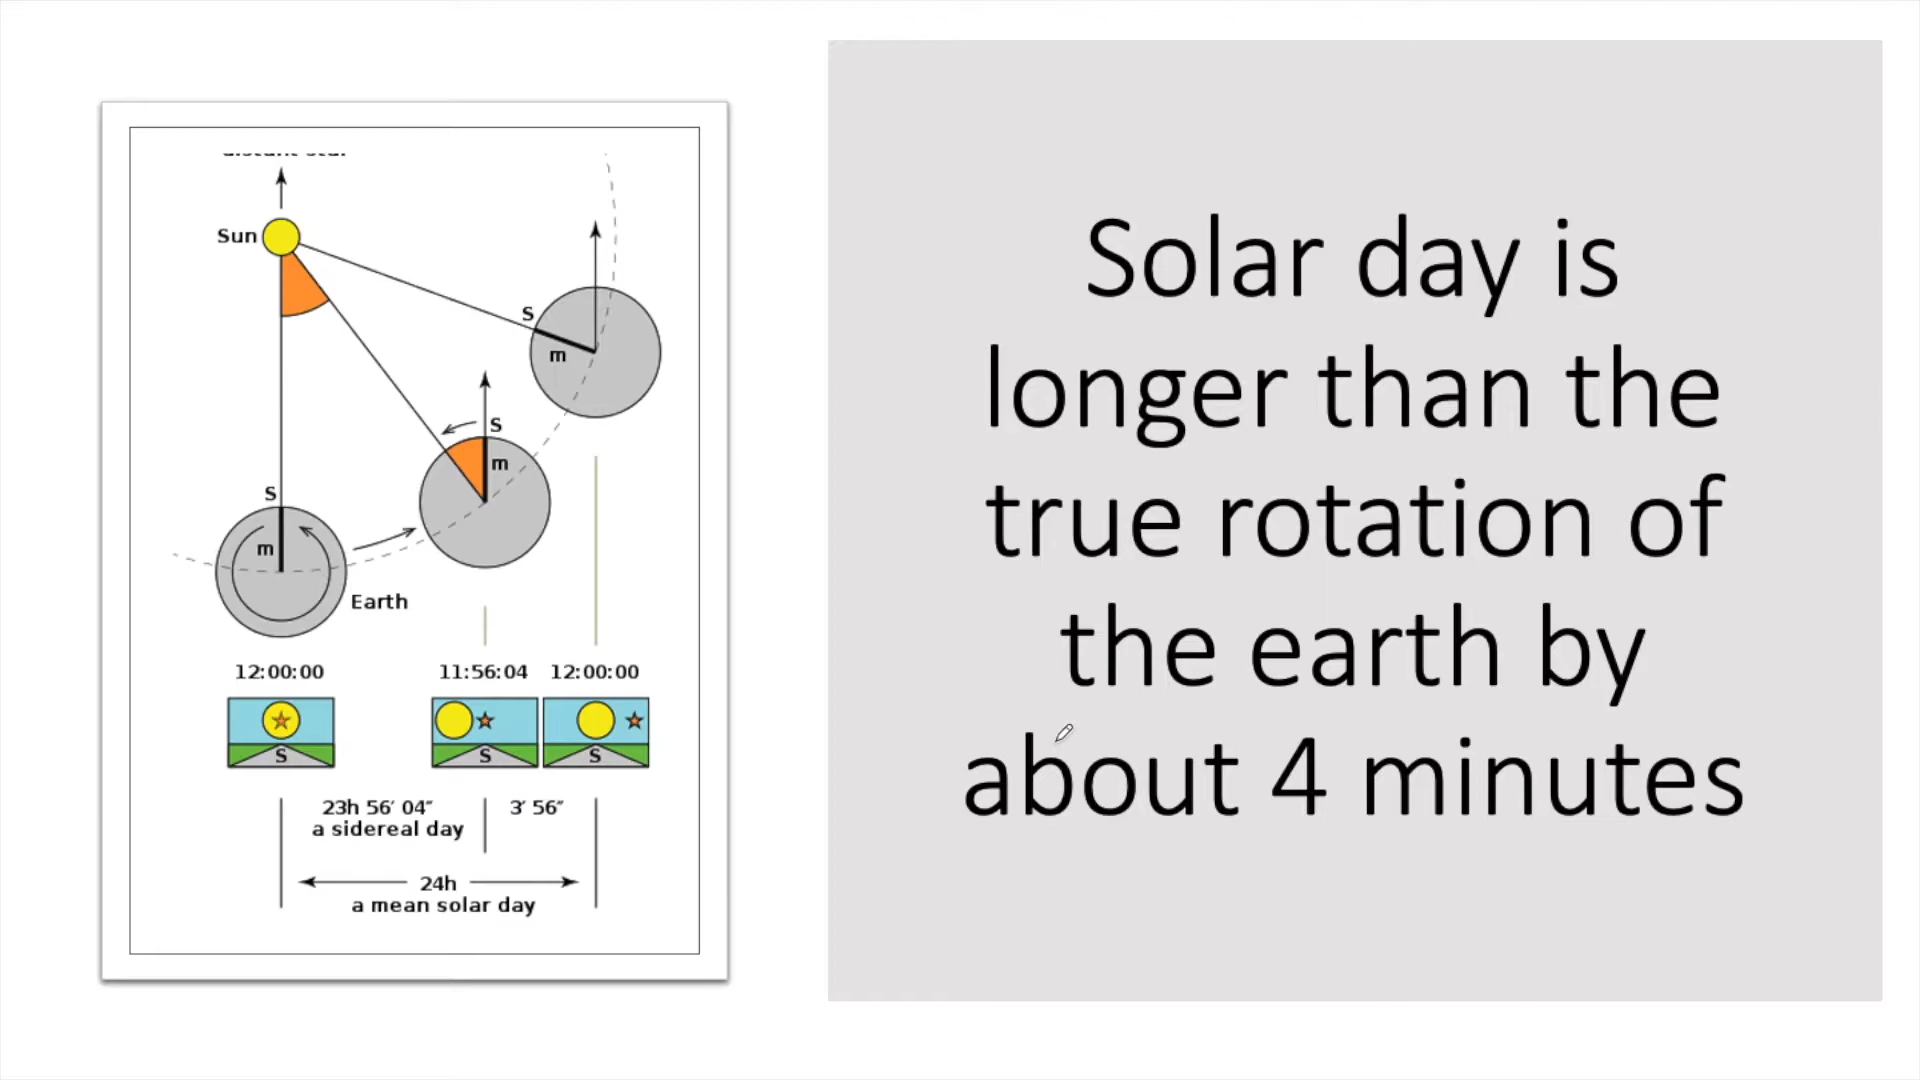 Sun
S
m
S
m
S
m
Earth
12:00:00 11:56:04 12:00:00
S S S
23h 56′ 04″ 3′ 56″
a sidereal day
24h
a mean solar day
Solar day is
longer than the
true rotation of
the earth by
about 4 minutes